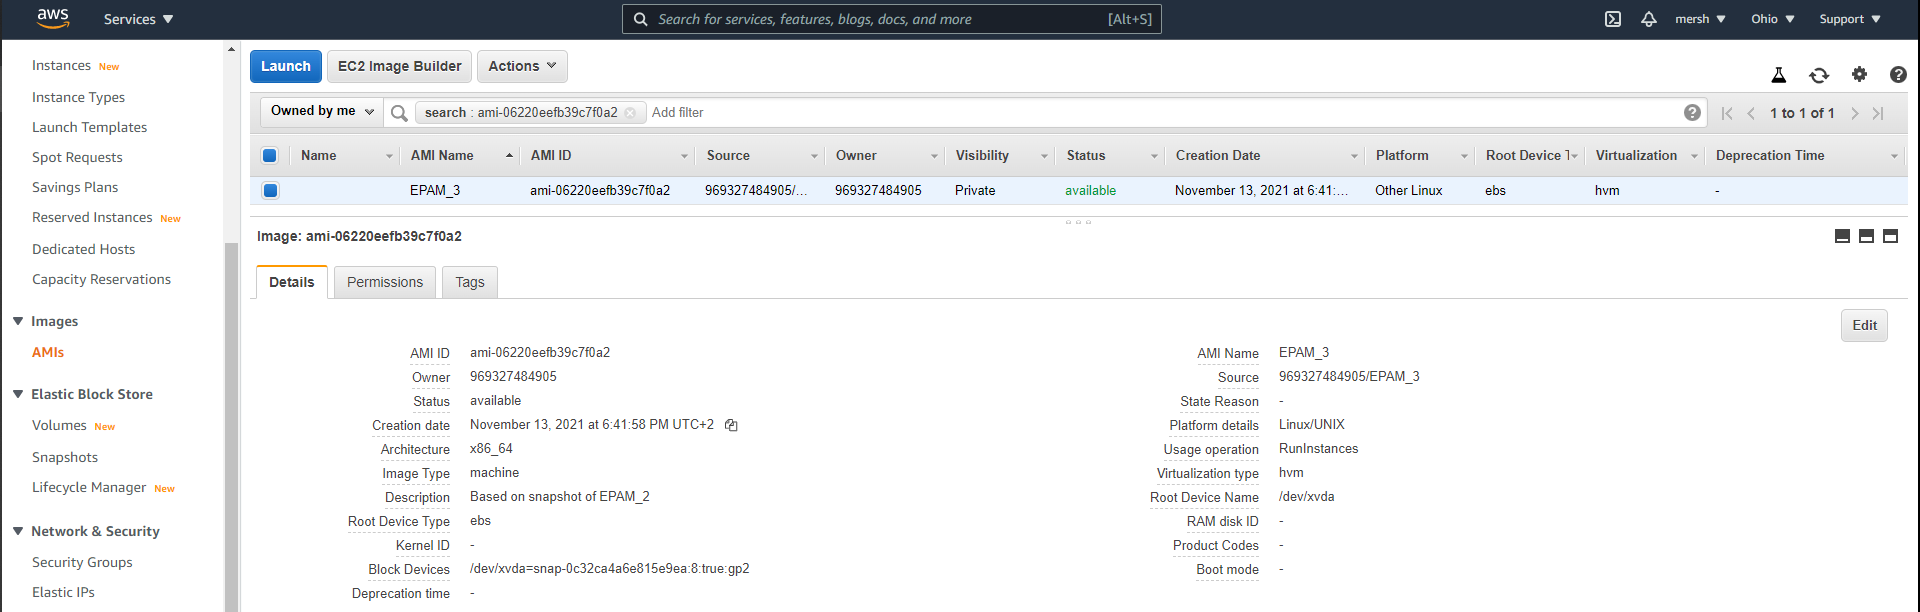 aws Services Search for services, features, blogs, docs, and more [Alt+S] mersh Ohio Support
Instances New
Instance Types
Launch Templates
Spot Requests
Savings Plans
Reserved Instances New
Dedicated Hosts
Capacity Reservations
Images
AMIs
Elastic Block Store
Volumes New
Snapshots
Lifecycle Manager New
Network & Security
Security Groups
Elastic IPs
Launch EC2 Image Builder Actions
Owned by me search : ami-06220eefb39c7f0a2 Add filter 1 to 1 of 1
Name AMI Name AMI ID Source Owner Visibility Status Creation Date Platform Root Device T Virtualization Deprecation Time
EPAM_3 ami-06220eefb39c7f0a2 969327484905/... 969327484905 Private available November 13, 2021 at 6:41:... Other Linux ebs hvm -
Image: ami-06220eefb39c7f0a2
Details Permissions Tags
Edit
AMI ID ami-06220eefb39c7f0a2
Owner 969327484905
Status available
Creation date November 13, 2021 at 6:41:58 PM UTC+2
Architecture x86_64
Image Type machine
Description Based on snapshot of EPAM_2
Root Device Type ebs
Kernel ID -
Block Devices /dev/xvda=snap-0c32ca4a6e815e9ea:8:true:gp2
Deprecation time -
AMI Name EPAM_3
Source 969327484905/EPAM_3
State Reason -
Platform details Linux/UNIX
Usage operation RunInstances
Virtualization type hvm
Root Device Name /dev/xvda
RAM disk ID -
Product Codes -
Boot mode -